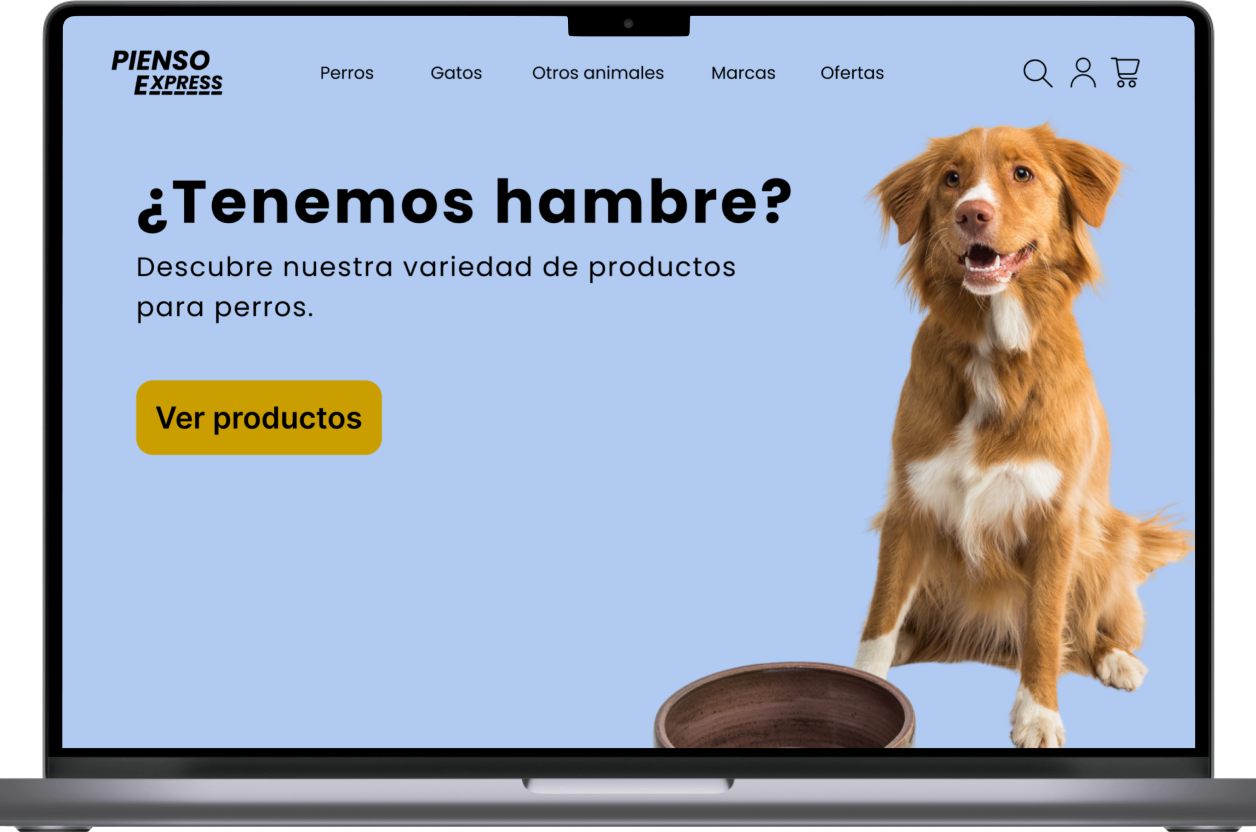 PIENSO
EXPRESS
Perros Gatos Otros animales Marcas Ofertas
¿Tenemos hambre?
Descubre nuestra variedad de productos
para perros.
Ver productos